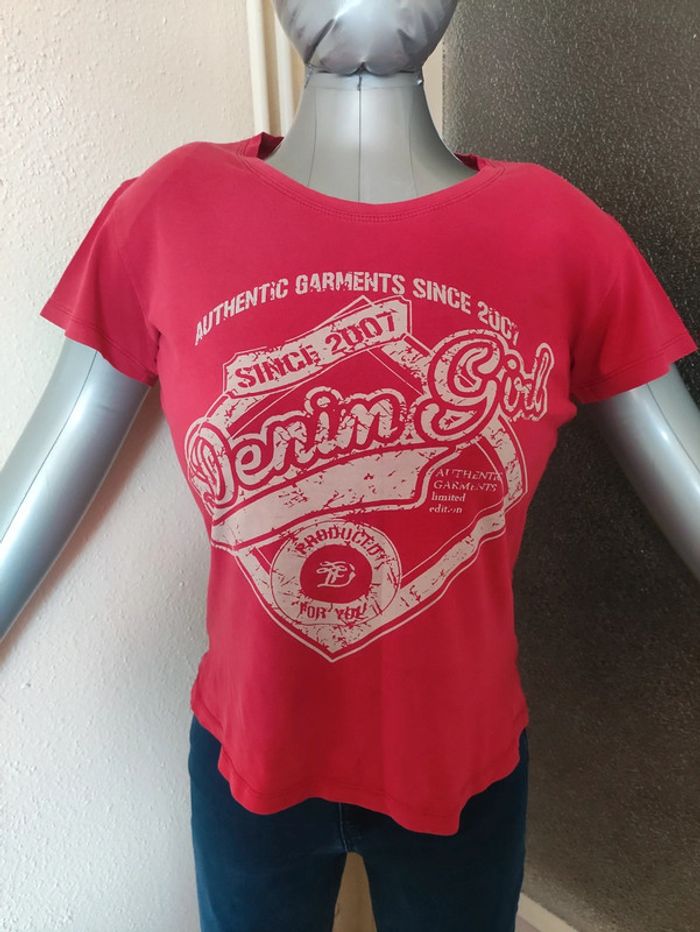 AUTHENTIC GARMENTS SINCE 2007
SINCE 2007
Denim Girl
AUTHENTIC
GARMENTS
limited
edition
PRODUCED
FOR YOU